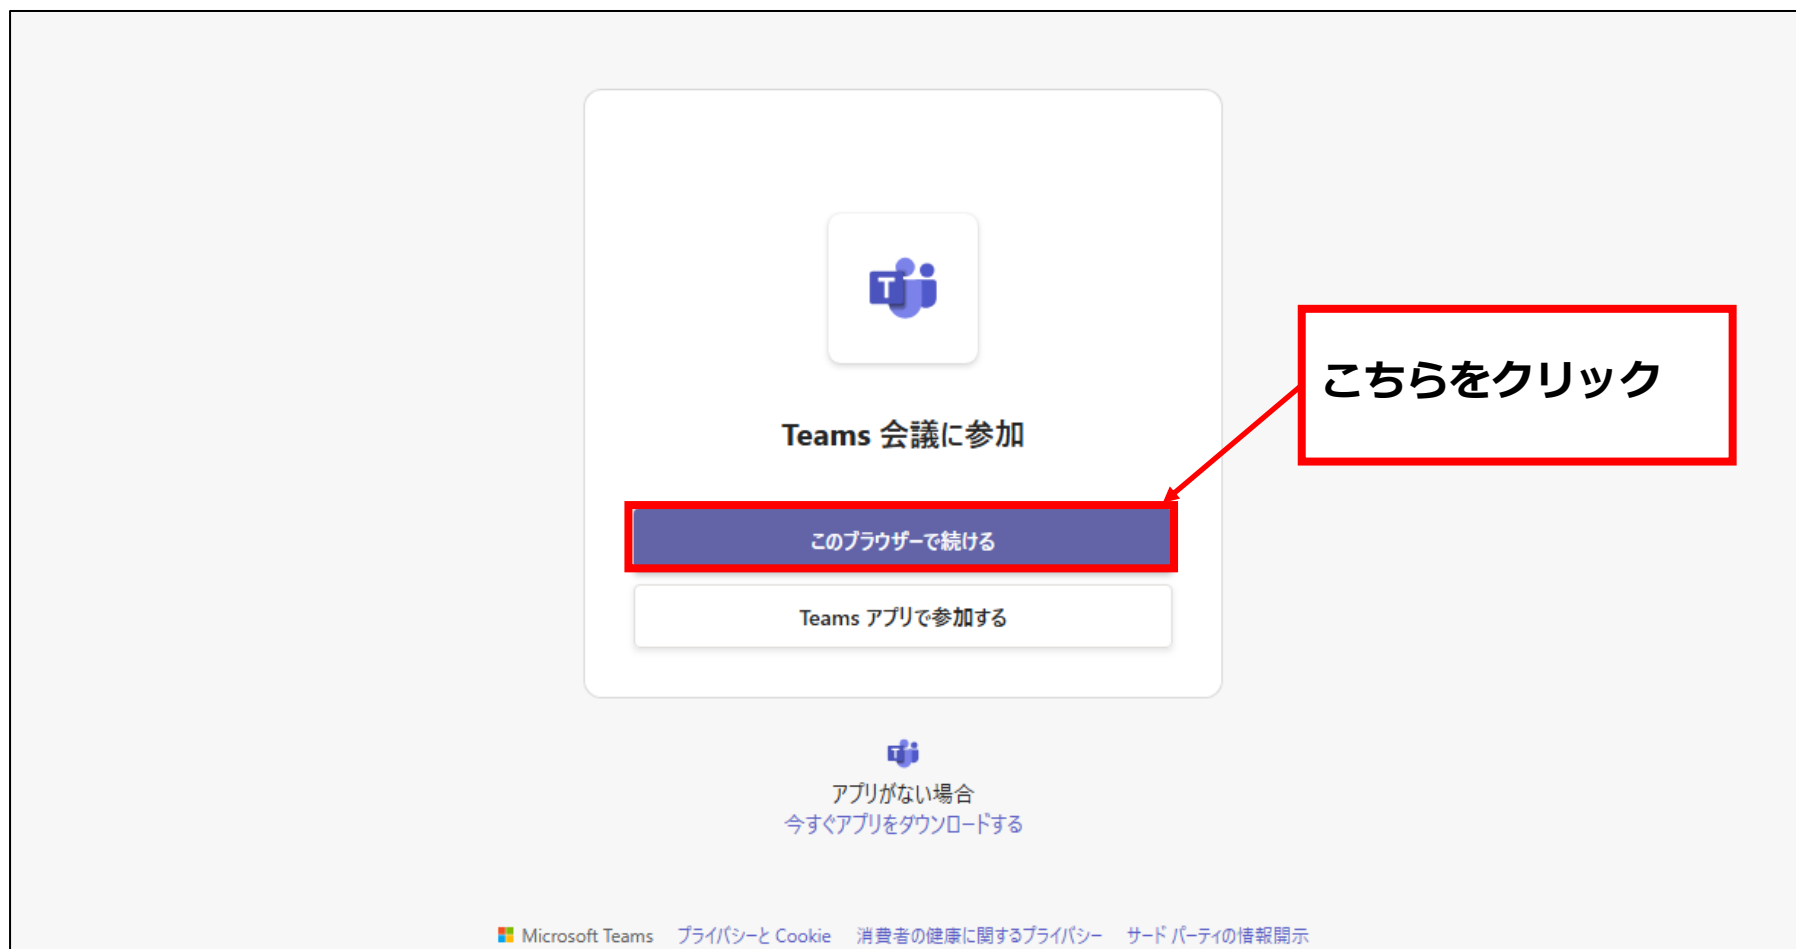 こちらをクリック
Teams 会議に参加
このブラウザーで続ける
Teams アプリで参加する
アプリがない場合
今すぐアプリをダウンロードする
Microsoft Teams プライバシーと Cookie 消費者の健康に関するプライバシー サード パーティの情報開示